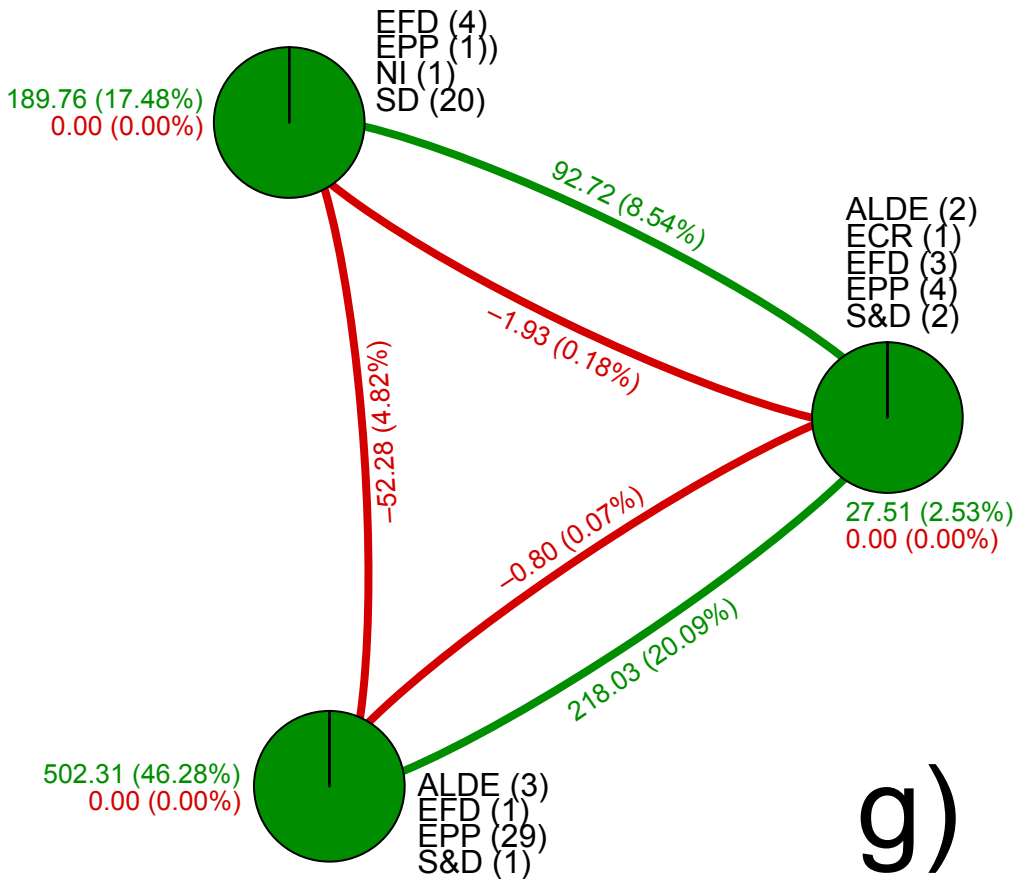 EFD (4)
EPP (1))
NI (1)
SD (20)
189.76 (17.48%)
0.00 (0.00%)
92.72 (8.54%)
ALDE (2)
ECR (1)
EFD (3)
EPP (4)
S&D (2)
–1.93 (0.18%)
–52.28 (4.82%)
27.51 (2.53%)
0.00 (0.00%)
–0.80 (0.07%)
218.03 (20.09%)
502.31 (46.28%)
0.00 (0.00%)
ALDE (3)
EFD (1)
EPP (29)
S&D (1)
g)